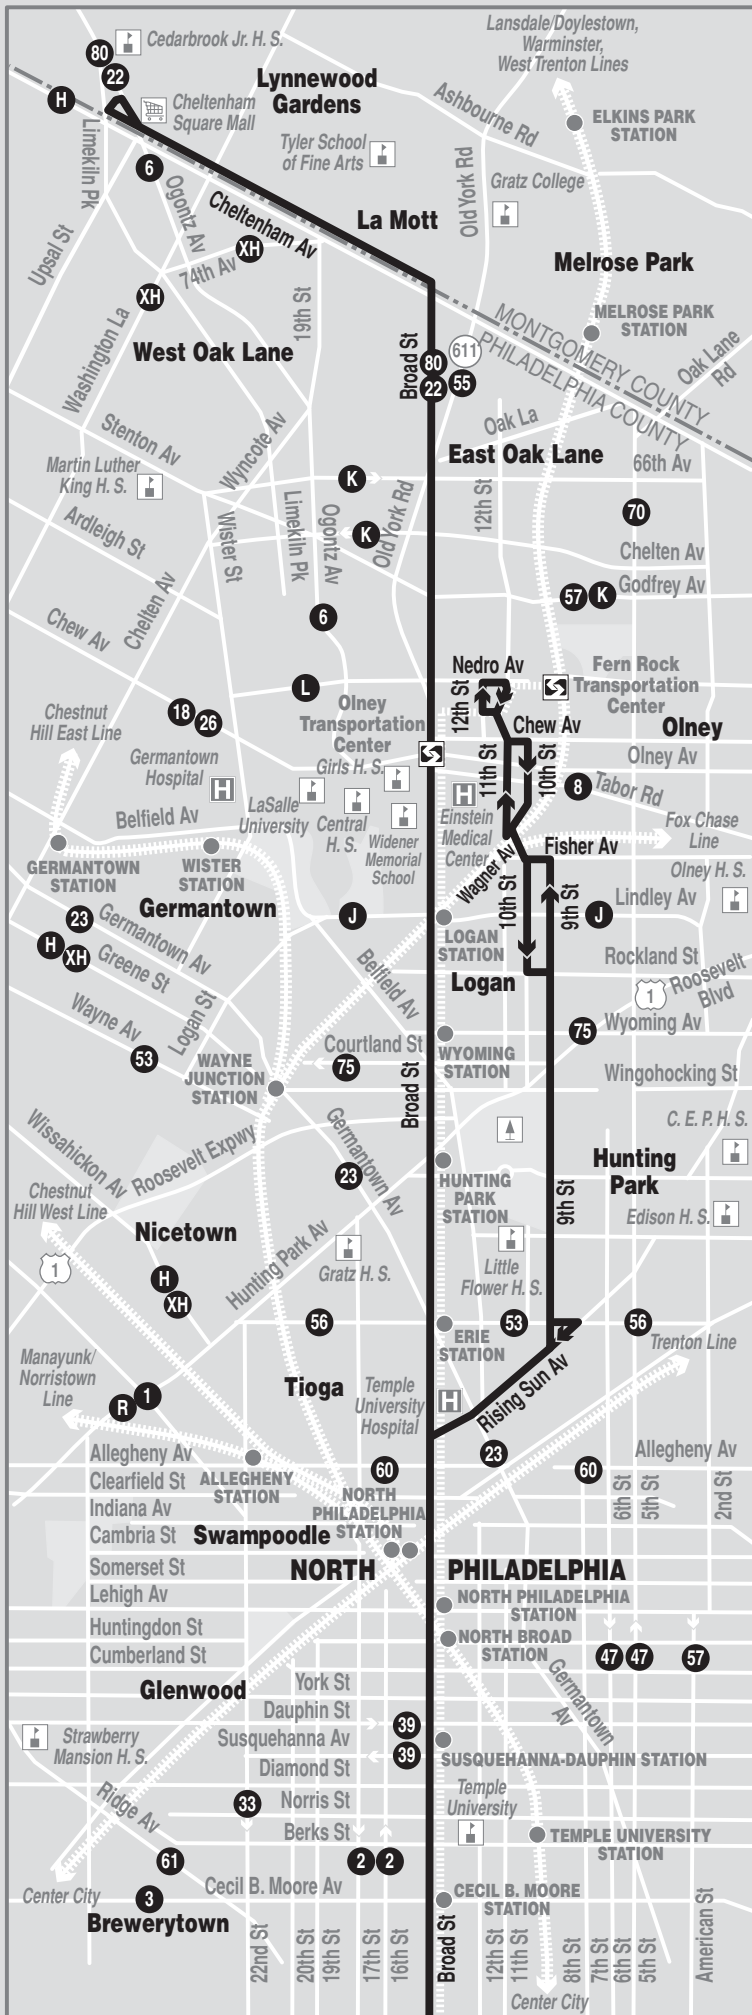 Lansdale/Doylestown,
Warminster,
West Trenton Lines
80
Cedarbrook Jr. H. S.
22
H
Lynnewood
Gardens
Cheltenham
Square Mall
Ashbourne Rd
ELKINS PARK
STATION
Limekiln Pk
Tyler School
of Fine Arts
Old York Rd
Gratz College
6
Ogontz Av
Cheltenham Av
La Mott
Upsal St
XH
74th Av
Melrose Park
XH
19th St
MELROSE PARK
STATION
MONTGOMERY COUNTY
PHILADELPHIA COUNTY
Washington La
West Oak Lane
Broad St
611
80
22
55
Oak Lane
Rd
Oak La
Stenton Av
Wyncote Av
East Oak Lane
66th Av
Martin Luther
King H. S.
K
12th St
70
Ardleigh St
Wister St
Limekiln Pk
Ogontz Av
K
Old York Rd
Chelten Av
Chelten Av
57
K
Godfrey Av
Chew Av
6
Nedro Av
Fern Rock
Transportation
Center
L
12th St
Chestnut
Hill East Line
18
26
Olney
Transportation
Center
Chew Av
Olney
Germantown
Hospital
H
Girls H. S.
11th St
10th St
Olney Av
8
Tabor Rd
LaSalle
University
Central
H. S.
Widener
Memorial
School
H
Einstein
Medical
Center
Belfield Av
Fox Chase
Line
GERMANTOWN
STATION
WISTER
STATION
Wagner Av
Fisher Av
Olney H. S.
Germantown
10th St
9th St
Lindley Av
23
Germantown Av
J
LOGAN
STATION
J
H
XH
Greene St
Belfield Av
Rockland St
Roosevelt
Blvd
Logan
1
Wayne Av
Logan St
53
Courtland St
75
WYOMING
STATION
75
Wyoming Av
WAYNE
JUNCTION
STATION
Broad St
Wingohocking St
Wissahickon Av
Germantown Av
C. E. P. H. S.
Roosevelt Expwy
Chestnut
Hill West Line
23
HUNTING
PARK
STATION
9th St
Hunting
Park
Nicetown
Edison H. S.
1
Hunting Park Av
Gratz H. S.
Little
Flower H. S.
H
XH
56
ERIE
STATION
53
56
Trenton Line
Manayunk/
Norristown
Line
R
1
Tioga
Temple
University
Hospital
H
Rising Sun Av
Allegheny Av
23
Allegheny Av
Clearfield St
ALLEGHENY
STATION
60
60
Indiana Av
NORTH
PHILADELPHIA
STATION
6th St
5th St
2nd St
Cambria St
Swampoodle
Somerset St
NORTH
PHILADELPHIA
Lehigh Av
NORTH PHILADELPHIA
STATION
Huntingdon St
NORTH BROAD
STATION
47
47
57
Cumberland St
Glenwood
York St
Germantown
Av
Dauphin St
39
Strawberry
Mansion H. S.
Susquehanna Av
39
SUSQUEHANNA-DAUPHIN STATION
Diamond St
Ridge Av
33
Norris St
Temple
University
Berks St
TEMPLE UNIVERSITY
STATION
61
2
2
Center City
3
Cecil B. Moore Av
CECIL B. MOORE
STATION
Brewerytown
22nd St
20th St
19th St
17th St
16th St
Broad St
12th St
11th St
8th St
7th St
6th St
5th St
American St
Center City